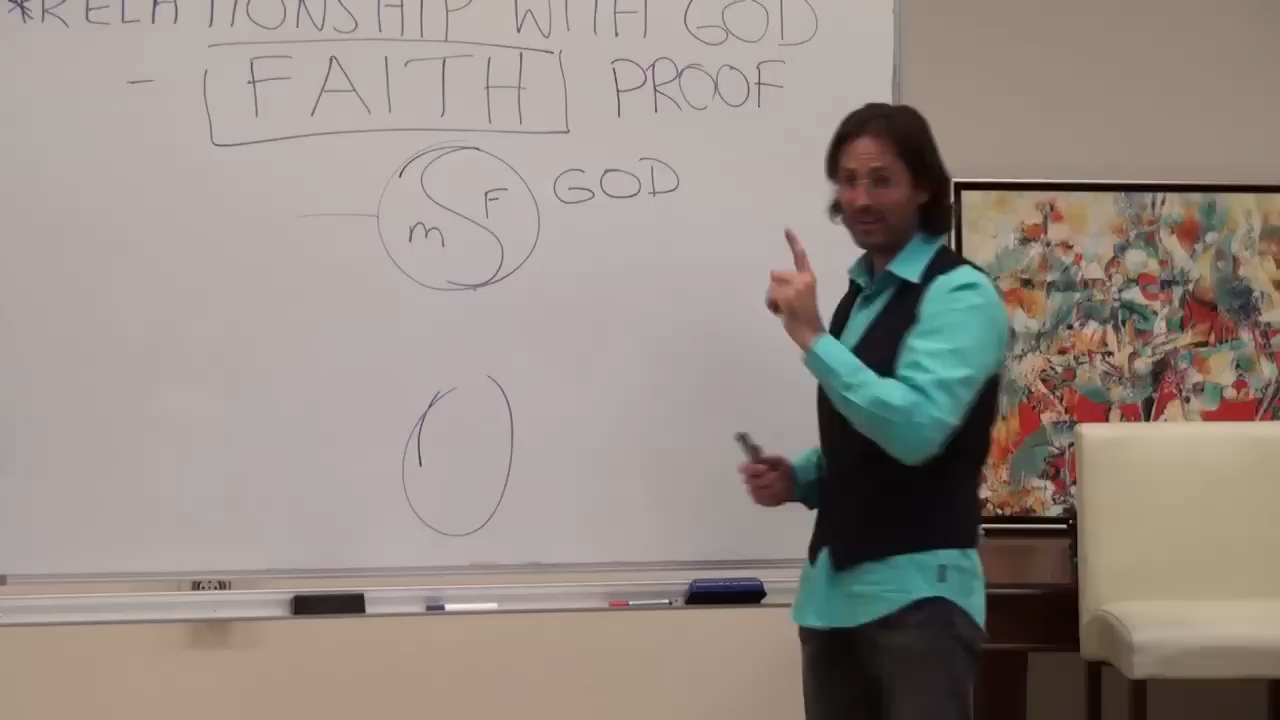 *RELATIONSHIP WITH GOD
- FAITH PROOF
GOD
F
m